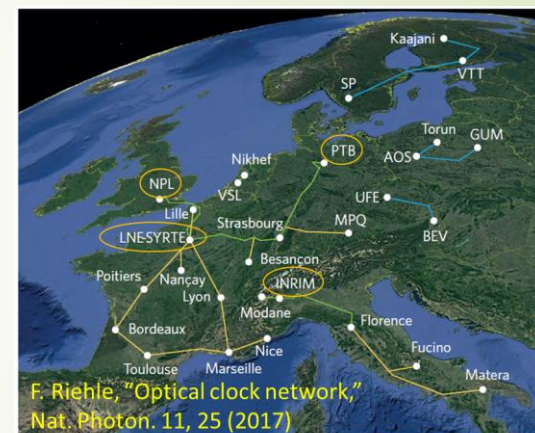 Kaajani
VTT
SP
Torun
GUM
AOS
PTB
Nikhef
NPL
VSL
UFE
Lille
Strasbourg
MPQ
BEV
LNE-SYRTE
Besançon
Poitiers
Nançay
INRIM
Lyon
Modane
Florence
Bordeaux
Nice
Fucino
Toulouse
Marseille
Matera
F. Riehle, “Optical clock network,”
Nat. Photon. 11, 25 (2017)